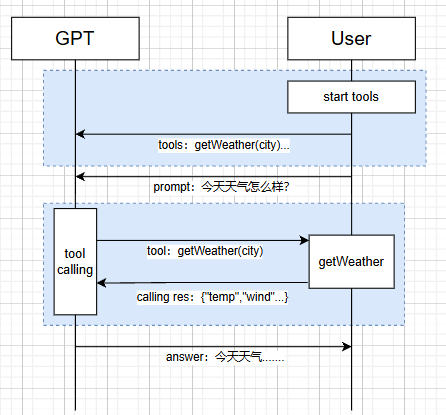 GPT
User
start tools
tools：getWeather(city)...
prompt：今天天气怎么样?
tool
calling
tool：getWeather(city)
getWeather
calling res：{"temp","wind"...}
answer：今天天气.......